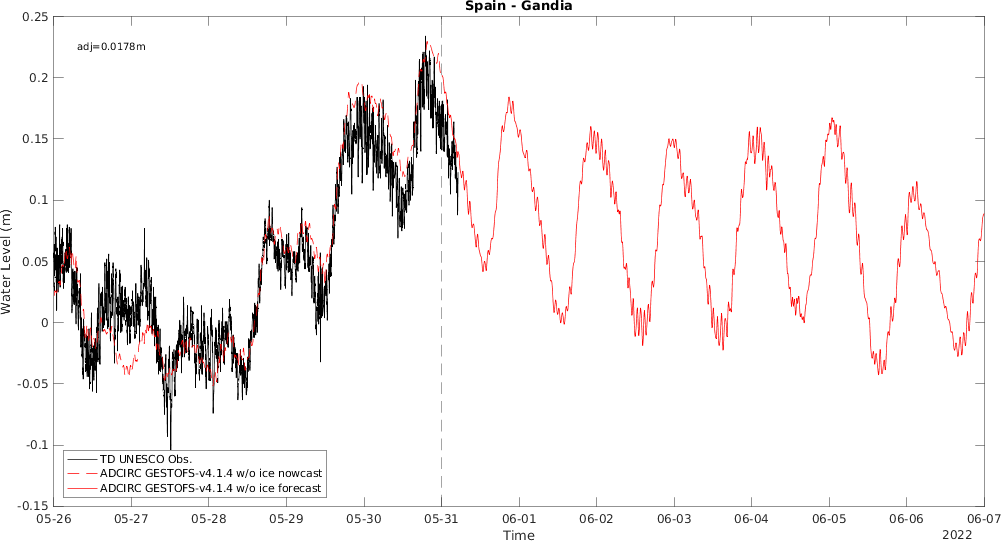 Spain - Gandia
adj=0.0178m
0.25
0.2
0.15
0.1
0.05
0
-0.05
-0.1
-0.15
Water Level (m)
TD UNESCO Obs.
ADCIRC GESTOFS-v4.1.4 w/o ice nowcast
ADCIRC GESTOFS-v4.1.4 w/o ice forecast
05-26 05-27 05-28 05-29 05-30 05-31 06-01 06-02 06-03 06-04 06-05 06-06 06-07
Time
2022